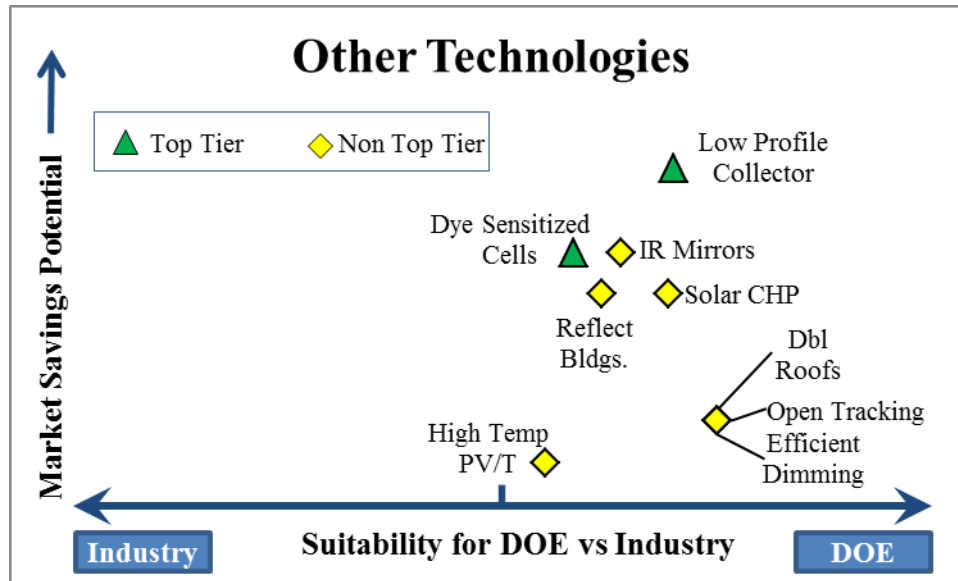 Other Technologies
Market Savings Potential
Top Tier
Non Top Tier
Low Profile
Collector
Dye Sensitized
Cells
IR Mirrors
Solar CHP
Reflect
Bldgs.
Dbl
Roofs
Open Tracking
Efficient
Dimming
High Temp
PV/T
Industry
Suitability for DOE vs Industry
DOE